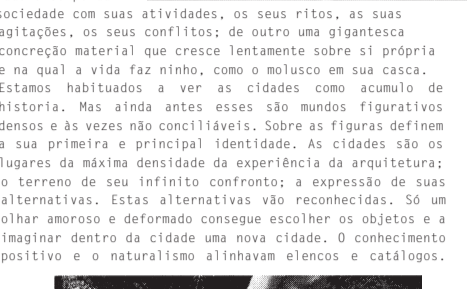 sociedade com suas atividades, os seus ritos, as suas
agitações, os seus conflitos; de outro uma gigantesca
concreção material que cresce lentamente sobre si própria
e na qual a vida faz ninho, como o molusco em sua casca.
Estamos habituados a ver as cidades como acumulo de
historia. Mas ainda antes esses são mundos figurativos
densos e às vezes não conciliáveis. Sobre as figuras definem
a sua primeira e principal identidade. As cidades são os
lugares da máxima densidade da experiência da arquitetura;
o terreno de seu infinito confronto; a expressão de suas
alternativas. Estas alternativas vão reconhecidas. Só um
olhar amoroso e deformado consegue escolher os objetos e a
imaginar dentro da cidade uma nova cidade. O conhecimento
positivo e o naturalismo alinhavam elencos e catálogos.